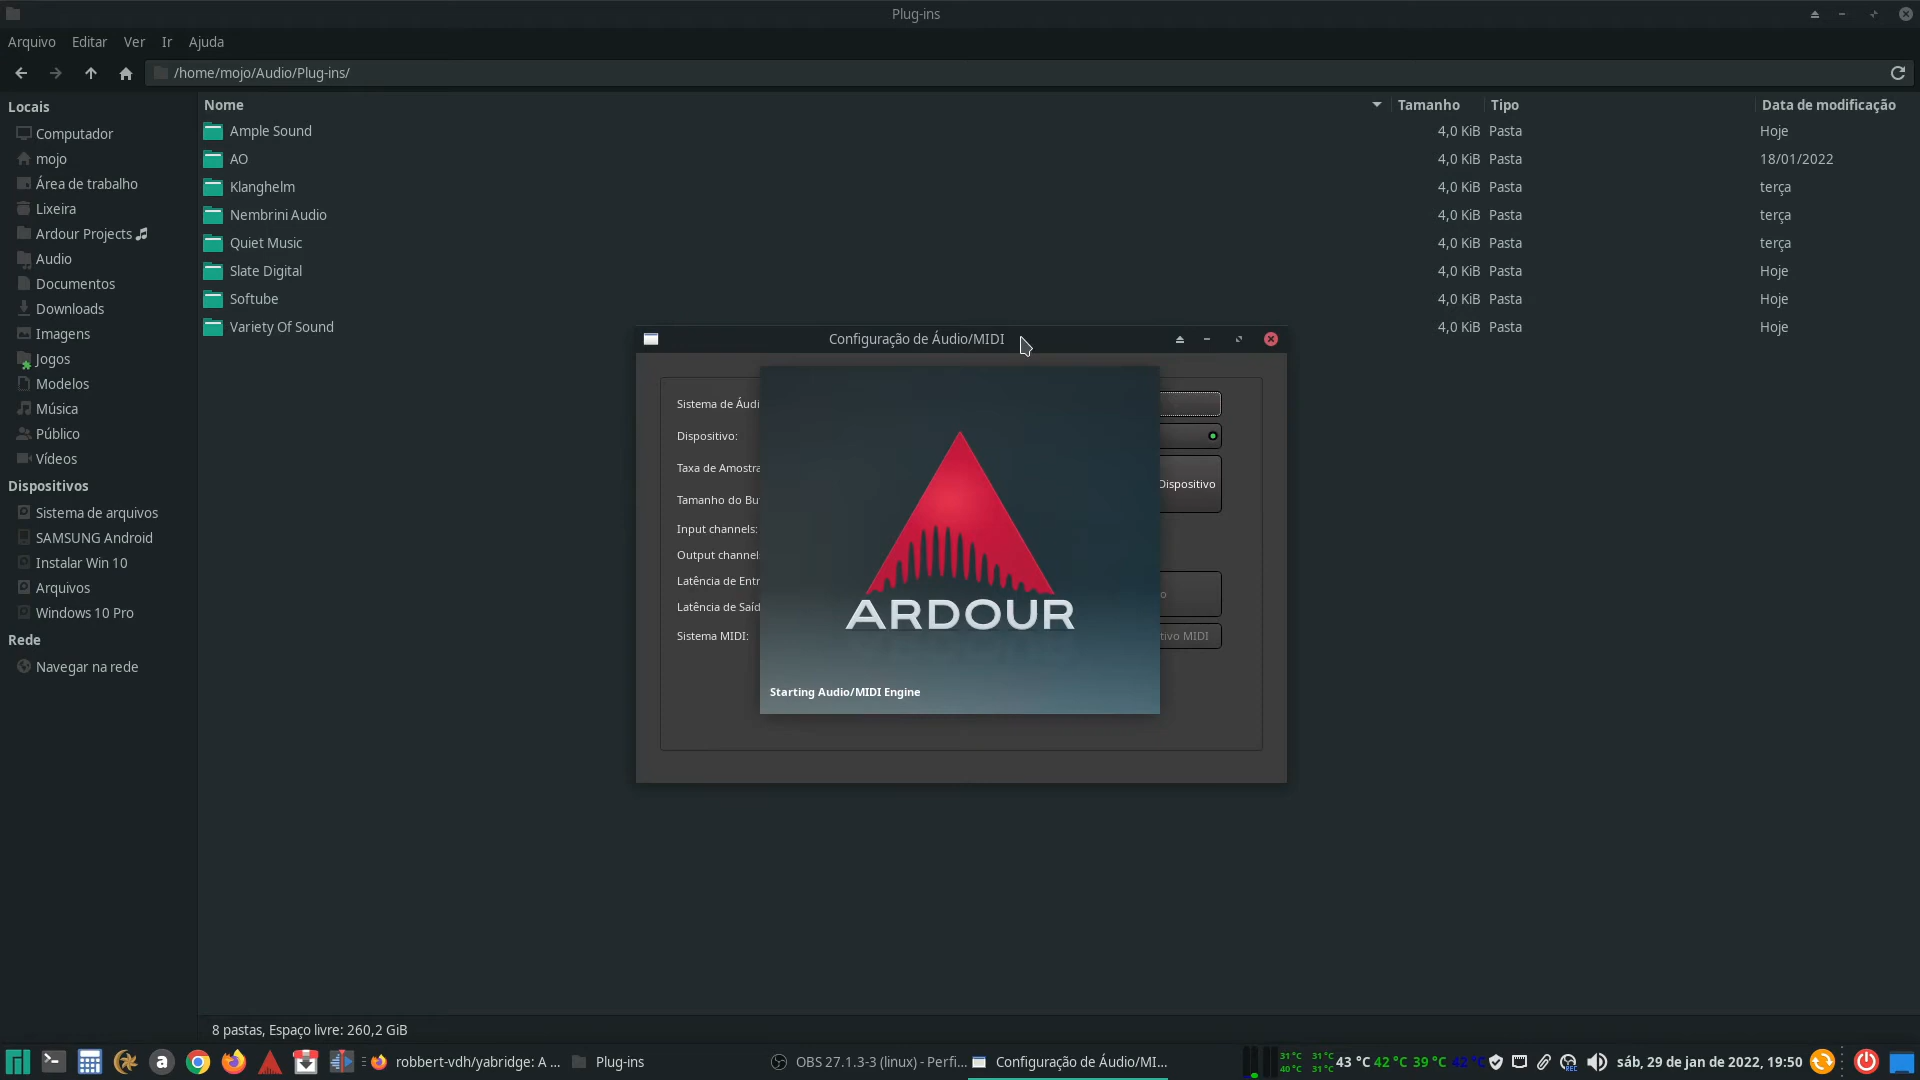 Plug-ins
Arquivo Editar Ver Ir Ajuda
/home/mojo/Audio/Plug-ins/
Locais
Computador
mojo
Área de trabalho
Lixeira
Ardour Projects
Audio
Documentos
Downloads
Imagens
Jogos
Modelos
Música
Público
Vídeos
Dispositivos
Sistema de arquivos
SAMSUNG Android
Instalar Win 10
Arquivos
Windows 10 Pro
Rede
Navegar na rede
Nome Tamanho Tipo Data de modificação
Ample Sound 4,0 KiB Pasta Hoje
AO 4,0 KiB Pasta 18/01/2022
Klanghelm 4,0 KiB Pasta terça
Nembrini Audio 4,0 KiB Pasta terça
Quiet Music 4,0 KiB Pasta terça
Slate Digital 4,0 KiB Pasta Hoje
Softube 4,0 KiB Pasta Hoje
Variety Of Sound 4,0 KiB Pasta Hoje
Configuração de Áudio/MIDI
Sistema de Áudi
Dispositivo:
Taxa de Amostra
Dispositivo
Tamanho do Bu
Input channels:
Output channel
Latência de Entr
o
Latência de Saíd
Sistema MIDI:
tivo MIDI
ARDOUR
Starting Audio/MIDI Engine
8 pastas, Espaço livre: 260,2 GiB
robbert-vdh/yabridge: A ... Plug-ins OBS 27.1.3-3 (linux) - Perfi... Configuração de Áudio/MI... 31°C 31°C 40°C 31°C 43 °C 42 °C 39 °C 42 °C REC sáb, 29 de jan de 2022, 19:50